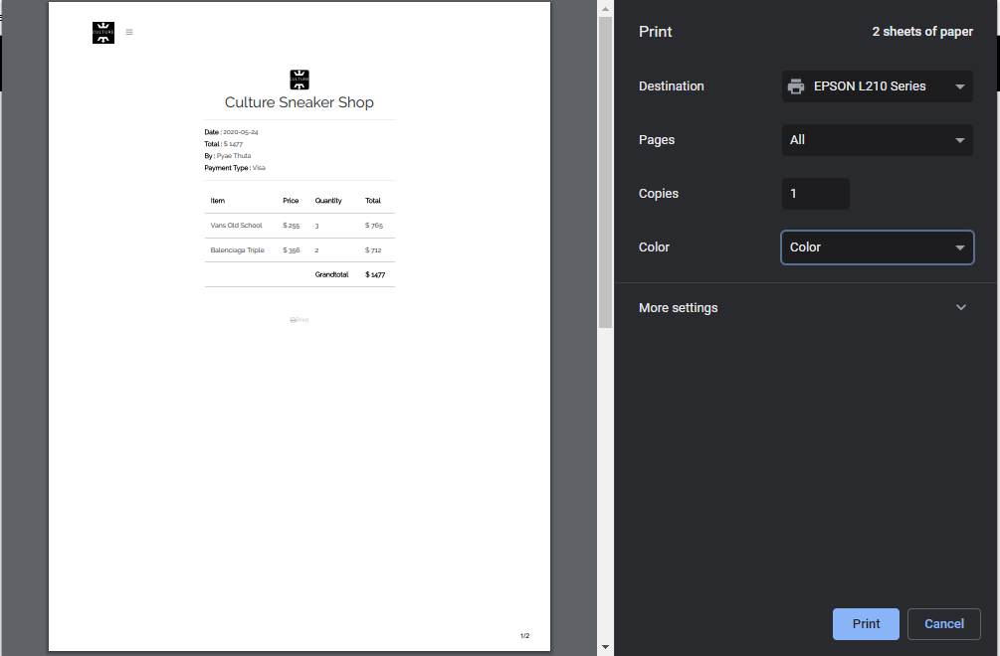 CULTURE
CULTURE
Culture Sneaker Shop
Date : 2020-05-24
Total : $ 1477
By : Pyae Thuta
Payment Type : Visa
Item Price Quantity Total
Vans Old School $ 255 3 $ 765
Balenciaga Triple $ 356 2 $ 712
Grandtotal $ 1477
Print
1/2
Print 2 sheets of paper
Destination EPSON L210 Series
Pages All
Copies 1
Color Color
More settings
Print Cancel